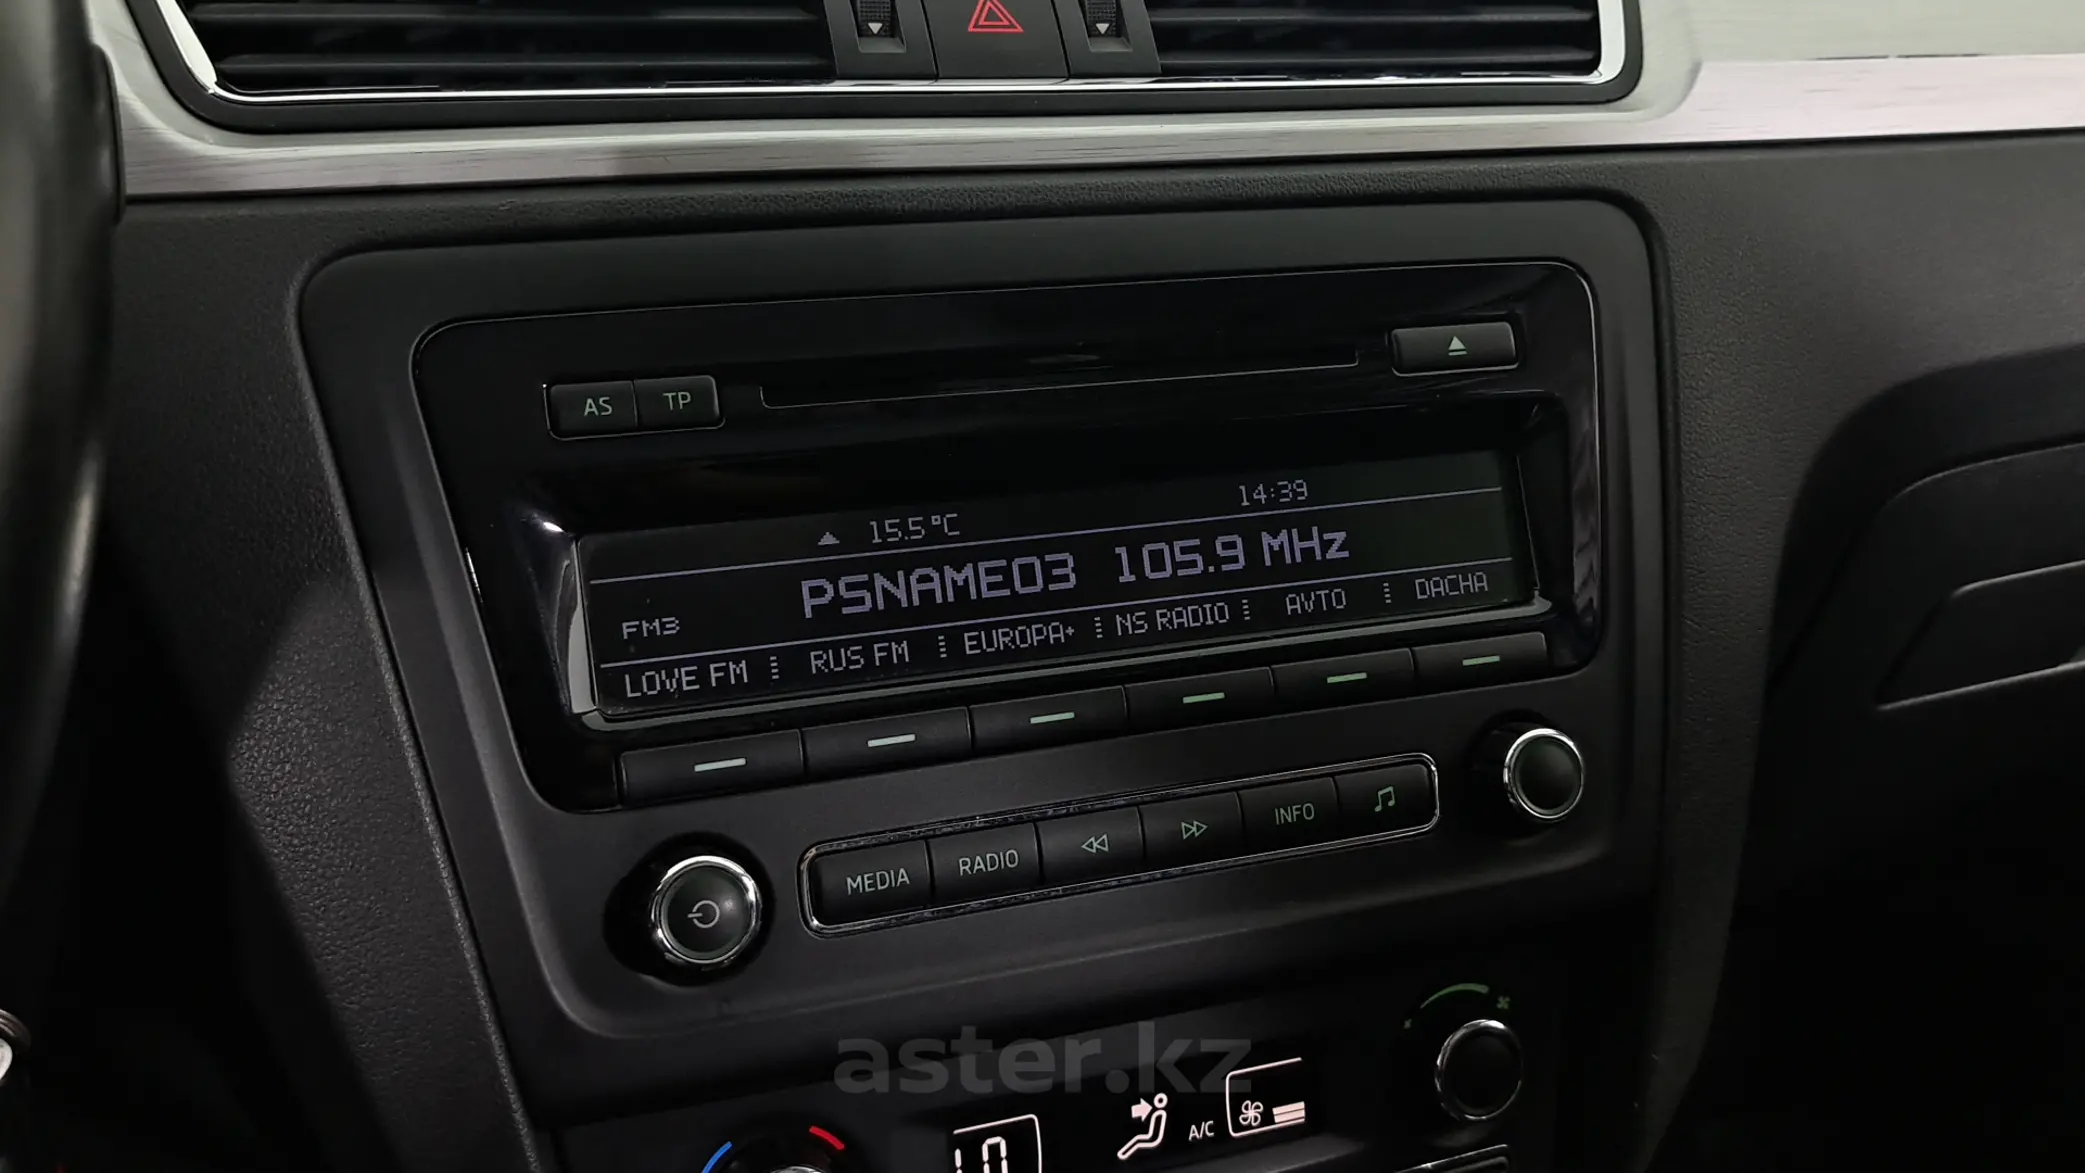 AS TP
15.5°C 14:39
PSNAME03 105.9 MHz
FM3
LOVE FM RUS FM EUROPA+ NS RADIO AVTO DACHA
MEDIA RADIO INFO
aster.kz
A/C